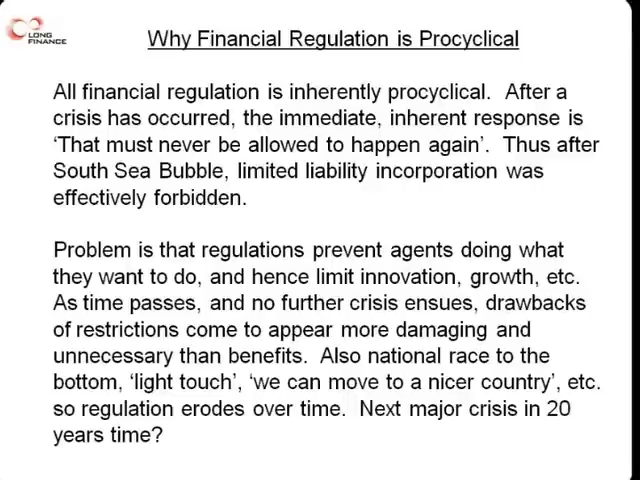 LONG
FINANCE
Why Financial Regulation is Procyclical
All financial regulation is inherently procyclical. After a
crisis has occurred, the immediate, inherent response is
‘That must never be allowed to happen again’. Thus after
South Sea Bubble, limited liability incorporation was
effectively forbidden.
Problem is that regulations prevent agents doing what
they want to do, and hence limit innovation, growth, etc.
As time passes, and no further crisis ensues, drawbacks
of restrictions come to appear more damaging and
unnecessary than benefits. Also national race to the
bottom, ‘light touch’, ‘we can move to a nicer country’, etc.
so regulation erodes over time. Next major crisis in 20
years time?